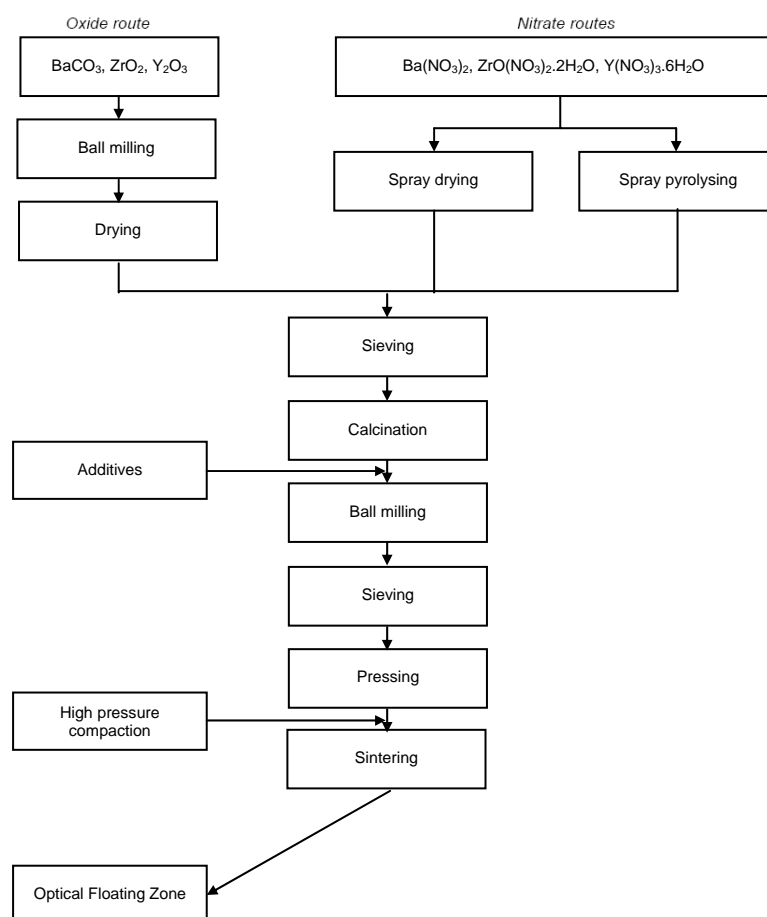 Oxide route
Nitrate routes
BaCO₃, ZrO₂, Y₂O₃
Ba(NO₃)₂, ZrO(NO₃)₂.2H₂O, Y(NO₃)₃.6H₂O
Ball milling
Spray drying
Spray pyrolysing
Drying
Sieving
Calcination
Additives
Ball milling
Sieving
Pressing
High pressure
compaction
Sintering
Optical Floating Zone